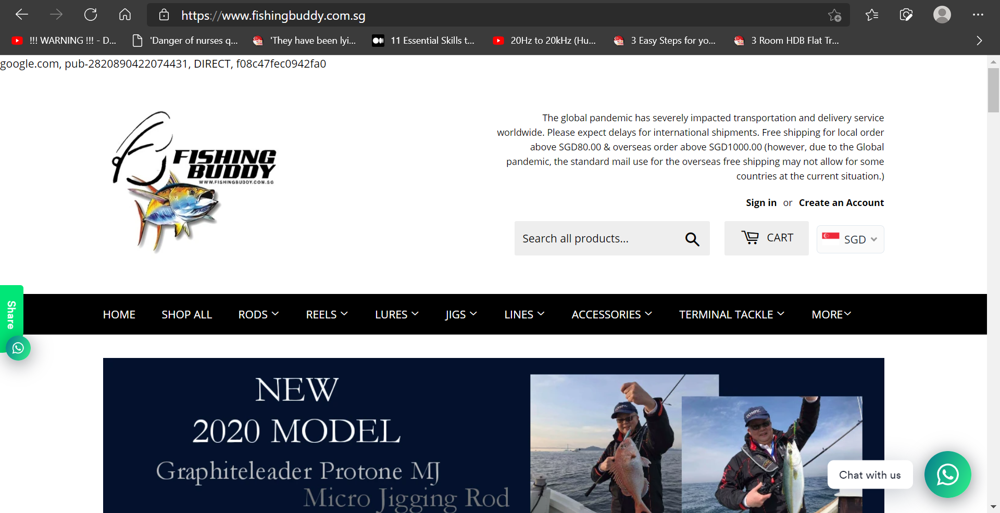 https://www.fishingbuddy.com.sg
!!! WARNING !!! - D...
'Danger of nurses q...
'They have been lyi...
11 Essential Skills t...
20Hz to 20kHz (Hu...
3 Easy Steps for yo...
3 Room HDB Flat Tr...
google.com, pub-2820890422074431, DIRECT, f08c47fec0942fa0
FISHING
BUDDY
WWW.FISHINGBUDDY.COM.SG
The global pandemic has severely impacted transportation and delivery service
worldwide. Please expect delays for international shipments. Free shipping for local order
above SGD80.00 & overseas order above SGD1000.00 (however, due to the Global
pandemic, the standard mail use for the overseas free shipping may not allow for some
countries at the current situation.)
Sign in or Create an Account
Search all products...
CART
SGD
Share
HOME SHOP ALL RODS REELS LURES JIGS LINES ACCESSORIES TERMINAL TACKLE MORE
NEW
2020 MODEL
Graphiteleader Protone MJ
Micro Jigging Rod
OLYMPIC
Chat with us